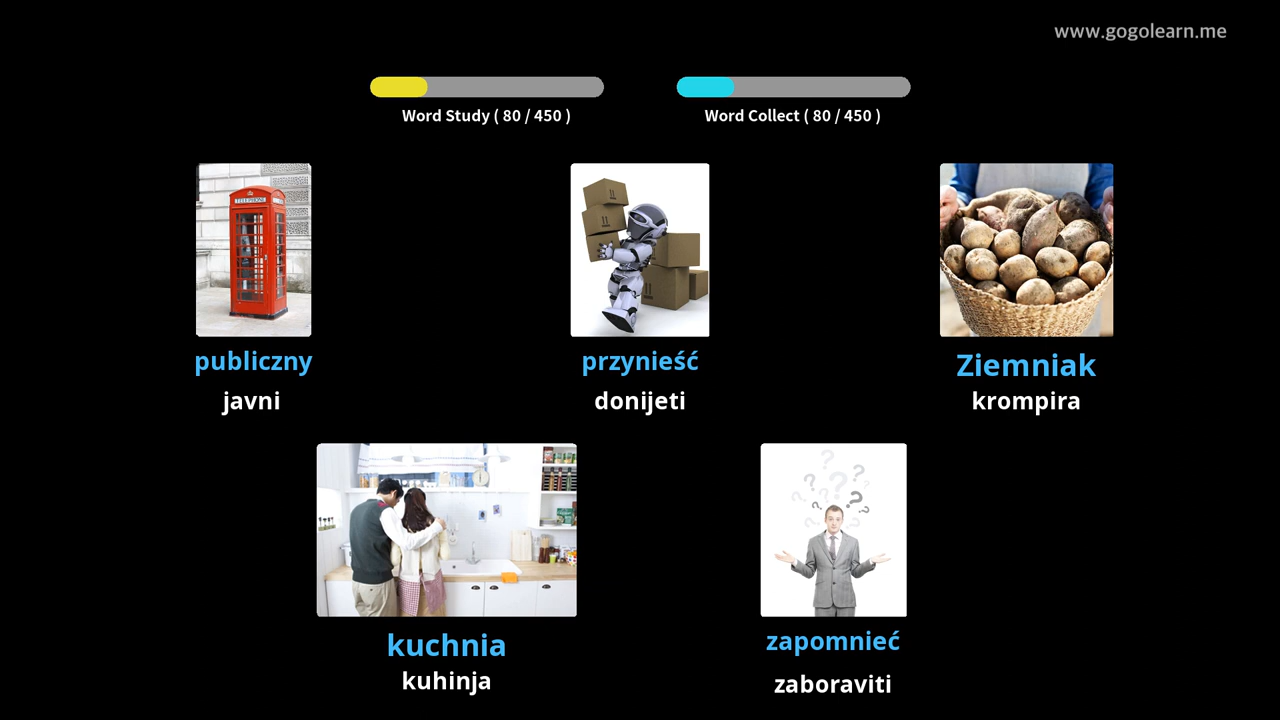 www.gogolearn.me
Word Study ( 80 / 450 )
Word Collect ( 80 / 450 )
TELEPHONE
publiczny
javni
przynieść
donijeti
Ziemniak
krompira
kuchnia
kuhinja
zapomnieć
zaboraviti